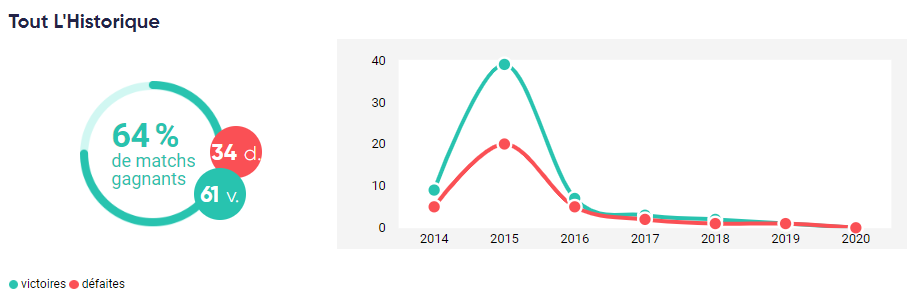 Tout L'Historique
64 %
de matchs
gagnants
34 d.
61 v.
40
30
20
10
0
2014 2015 2016 2017 2018 2019 2020
victoires défaites